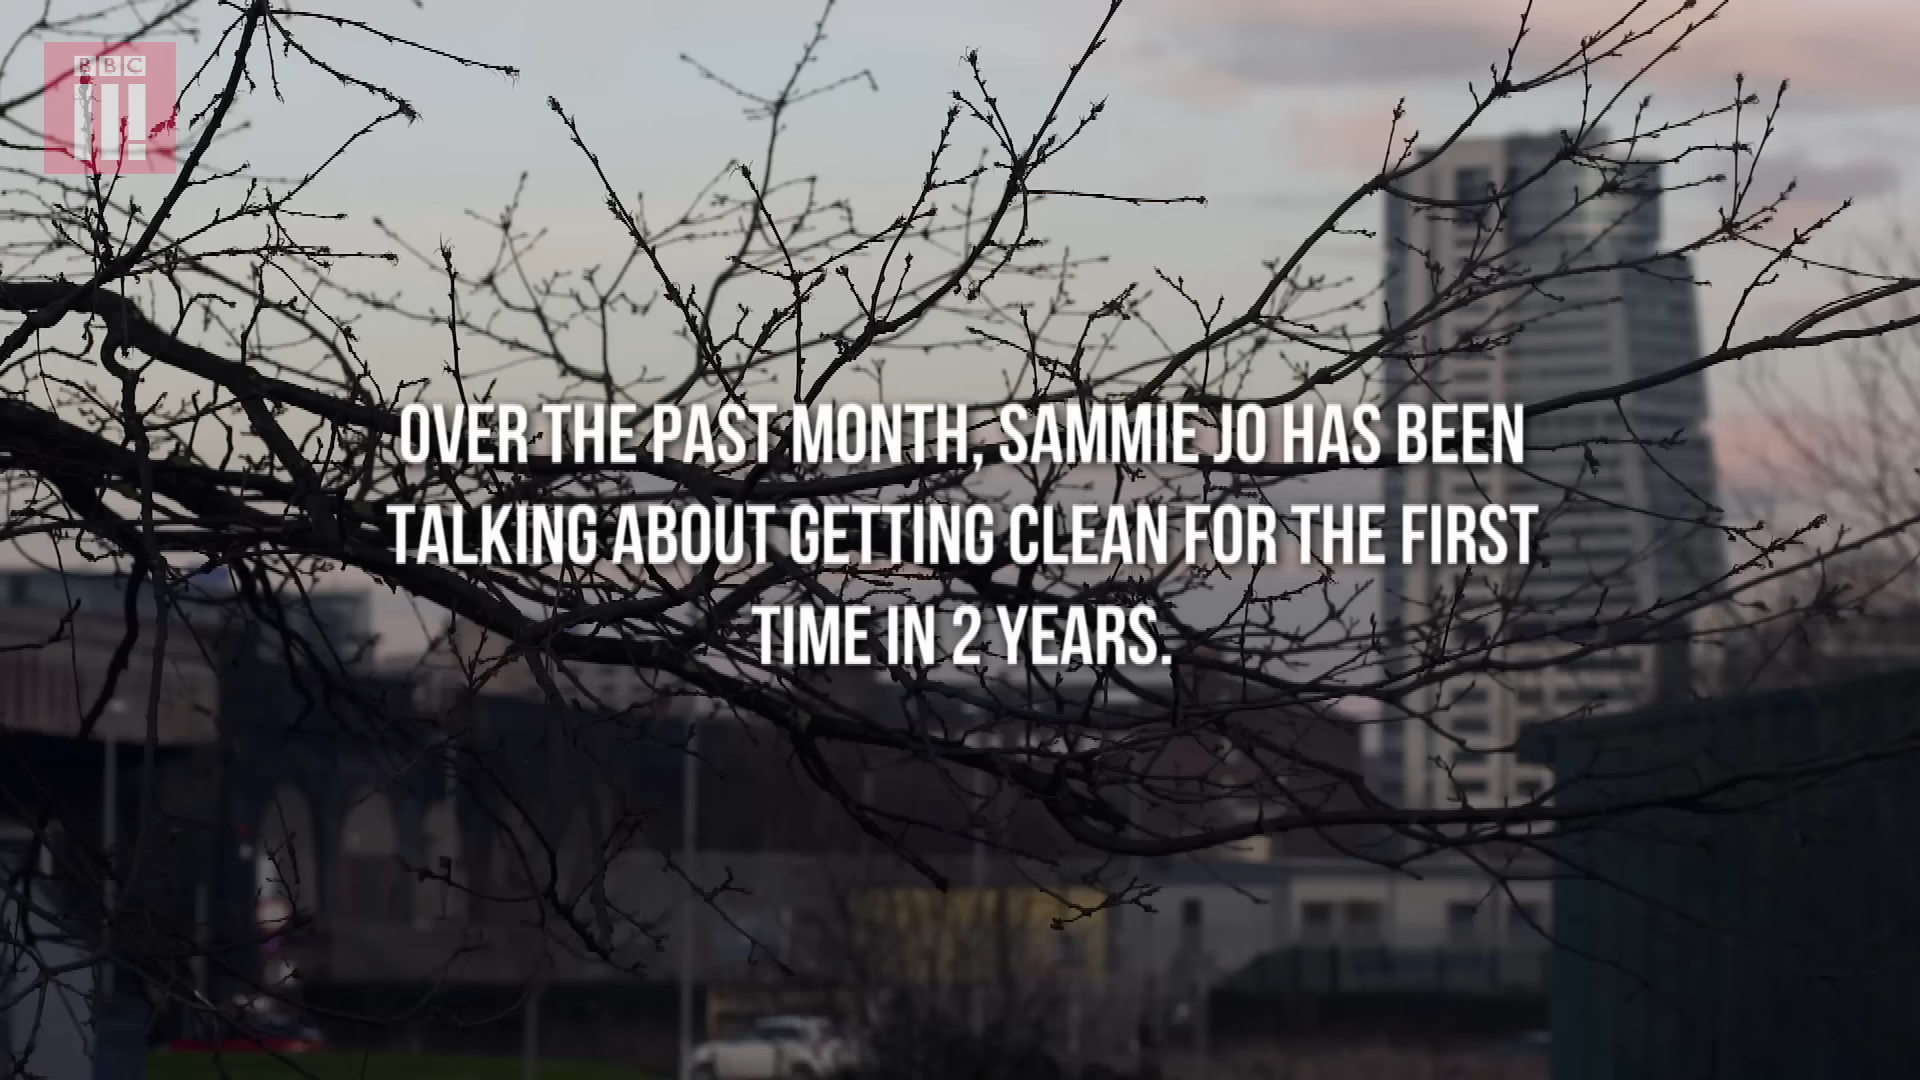 BBC
OVER THE PAST MONTH, SAMMIE JO HAS BEEN
TALKING ABOUT GETTING CLEAN FOR THE FIRST
TIME IN 2 YEARS.